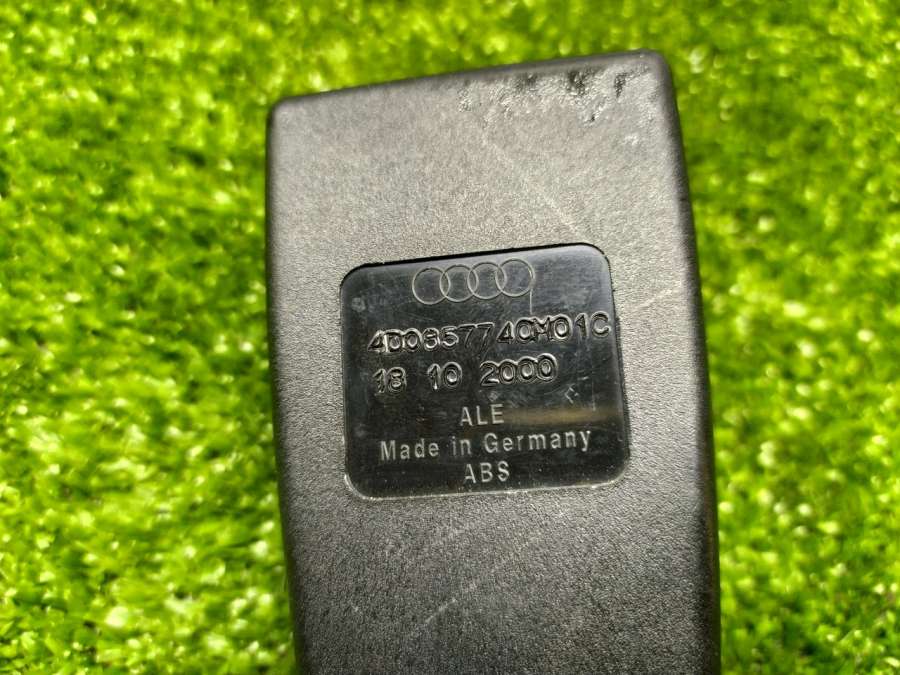 4D0857740M01C
18 10 2000
ALE
Made in Germany
ABS